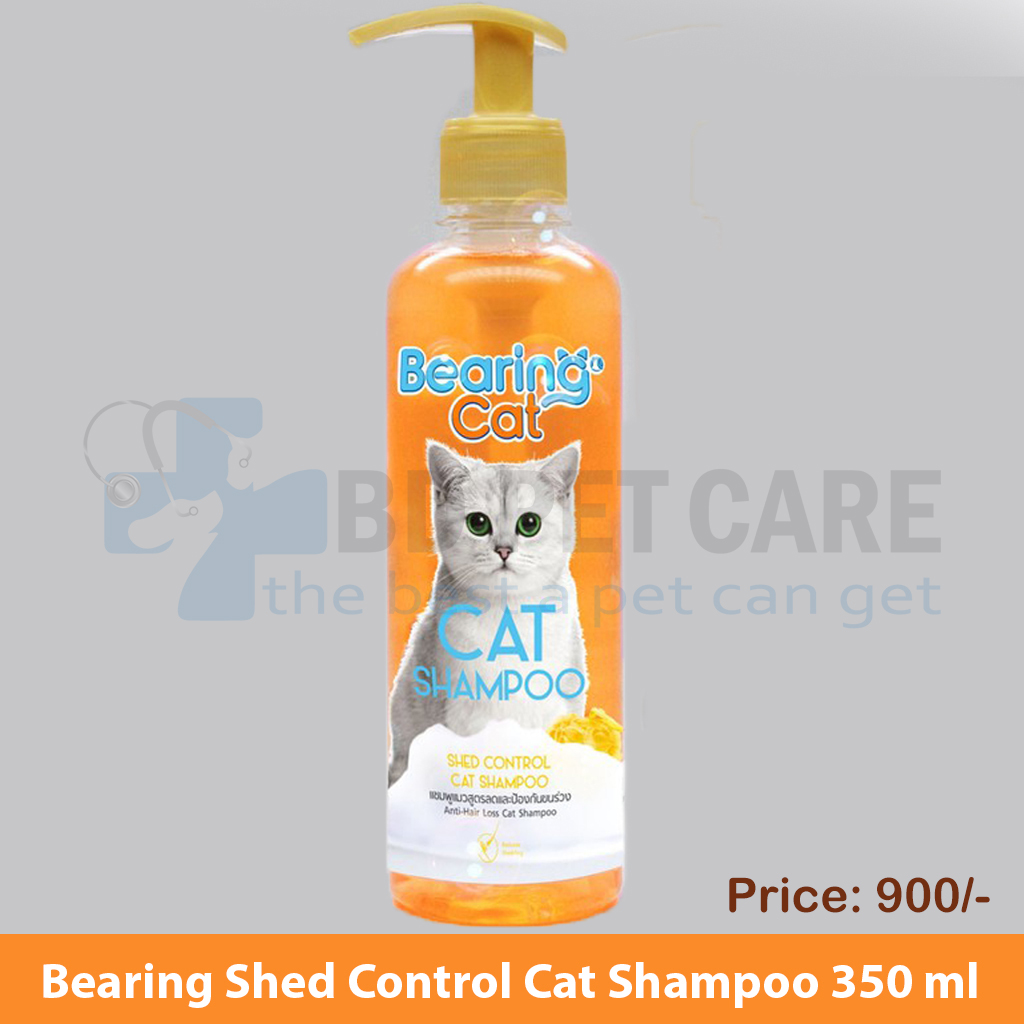 Bearing
Cat
PET CARE
the best a pet can get
CAT
SHAMPOO
SHED CONTROL
CAT SHAMPOO
แชมพูแมวสูตรลดและป้องกันขนร่วง
Anti-Hair Loss Cat Shampoo
Price: 900/-
Bearing Shed Control Cat Shampoo 350 ml